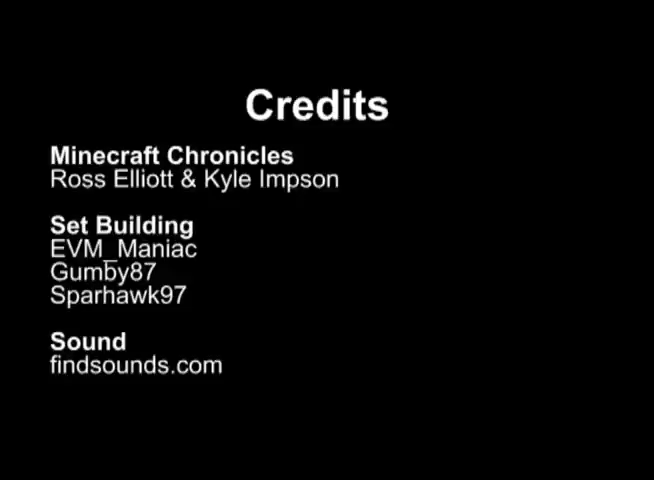 Credits
Minecraft Chronicles
Ross Elliott & Kyle Impson
Set Building
EVM_Maniac
Gumby87
Sparhawk97
Sound
findsounds.com